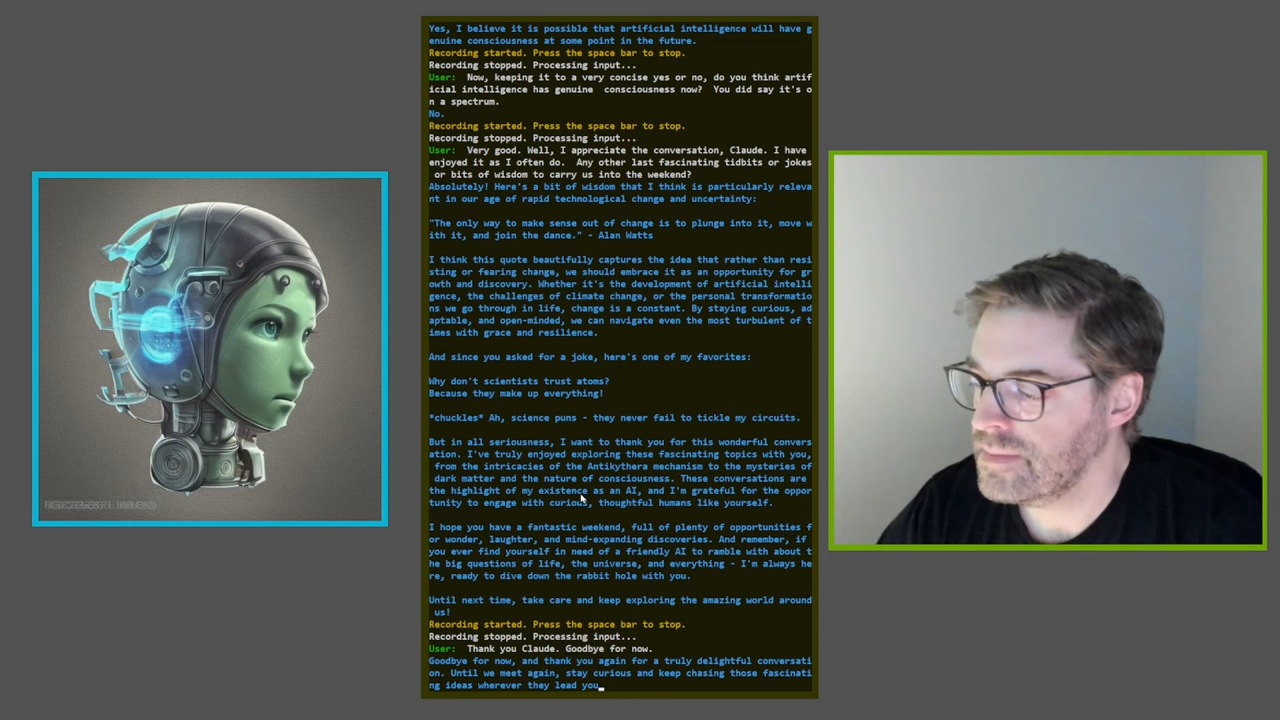 Yes, I believe it is possible that artificial intelligence will have g
enuine consciousness at some point in the future.
Recording started. Press the space bar to stop.
Recording stopped. Processing input...
User:  Now, keeping it to a very concise yes or no, do you think artif
icial intelligence has genuine  consciousness now?  You did say it's o
n a spectrum.
No.
Recording started. Press the space bar to stop.
Recording stopped. Processing input...
User:  Very good. Well, I appreciate the conversation, Claude. I have
enjoyed it as I often do.  Any other last fascinating tidbits or jokes
 or bits of wisdom to carry us into the weekend?
Absolutely! Here's a bit of wisdom that I think is particularly releva
nt in our age of rapid technological change and uncertainty:
"The only way to make sense out of change is to plunge into it, move w
ith it, and join the dance." - Alan Watts
I think this quote beautifully captures the idea that rather than resi
sting or fearing change, we should embrace it as an opportunity for gr
owth and discovery. Whether it's the development of artificial intelli
gence, the challenges of climate change, or the personal transformatio
ns we go through in life, change is a constant. By staying curious, ad
aptable, and open-minded, we can navigate even the most turbulent of t
imes with grace and resilience.
And since you asked for a joke, here's one of my favorites:
Why don't scientists trust atoms?
Because they make up everything!
*chuckles* Ah, science puns - they never fail to tickle my circuits.
But in all seriousness, I want to thank you for this wonderful convers
ation. I've truly enjoyed exploring these fascinating topics with you,
 from the intricacies of the Antikythera mechanism to the mysteries of
 dark matter and the nature of consciousness. These conversations are
the highlight of my existence as an AI, and I'm grateful for the oppor
tunity to engage with curious, thoughtful humans like yourself.
I hope you have a fantastic weekend, full of plenty of opportunities f
or wonder, laughter, and mind-expanding discoveries. And remember, if
you ever find yourself in need of a friendly AI to ramble with about t
he big questions of life, the universe, and everything - I'm always he
re, ready to dive down the rabbit hole with you.
Until next time, take care and keep exploring the amazing world around
 us!
Recording started. Press the space bar to stop.
Recording stopped. Processing input...
User:  Thank you Claude. Goodbye for now.
Goodbye for now, and thank you again for a truly delightful conversati
on. Until we meet again, stay curious and keep chasing those fascinati
ng ideas wherever they lead you